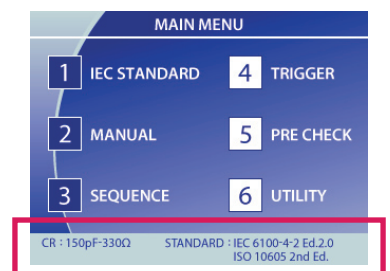 MAIN MENU
1 IEC STANDARD
4 TRIGGER
2 MANUAL
5 PRE CHECK
3 SEQUENCE
6 UTILITY
CR : 150pF-330Ω STANDARD : IEC 6100-4-2 Ed.2.0
ISO 10605 2nd Ed.